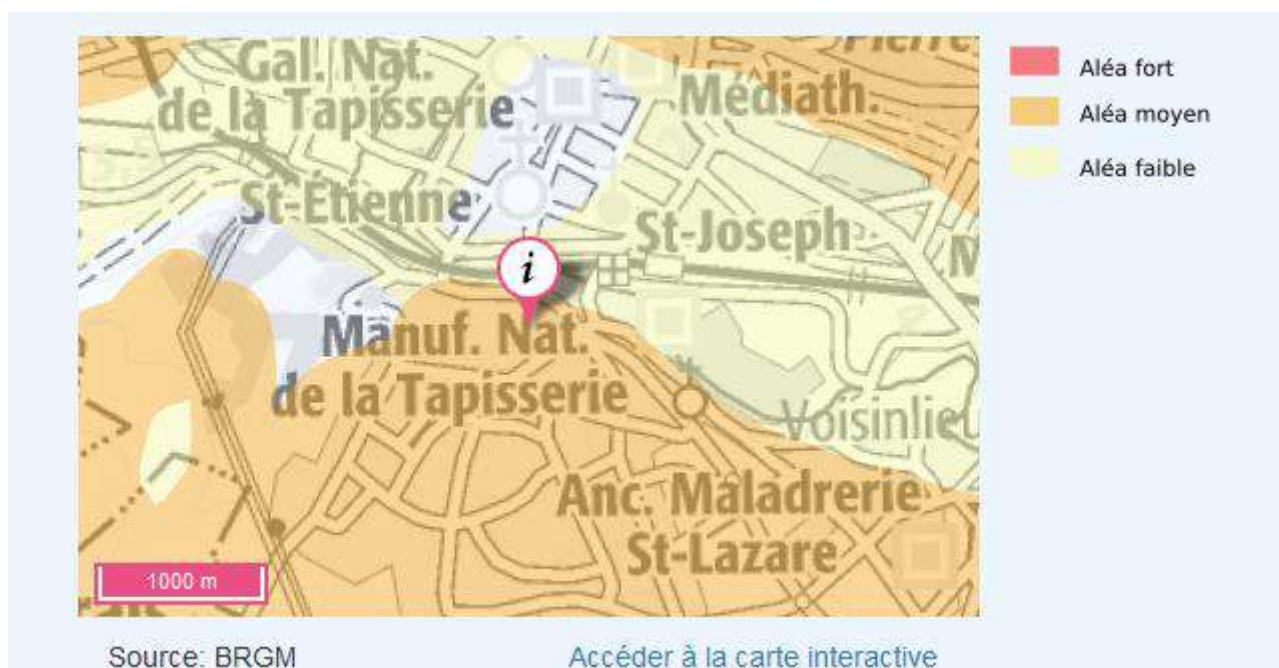 Gal. Nat.
de la Tapisserie
Pierre
Médiath.
St-Étienne
St-Joseph
M
i
Manuf. Nat.
de la Tapisserie
Voisinlieu
Anc. Maladrerie
St-Lazare
1000 m
Aléa fort
Aléa moyen
Aléa faible
Source: BRGM
Accéder à la carte interactive